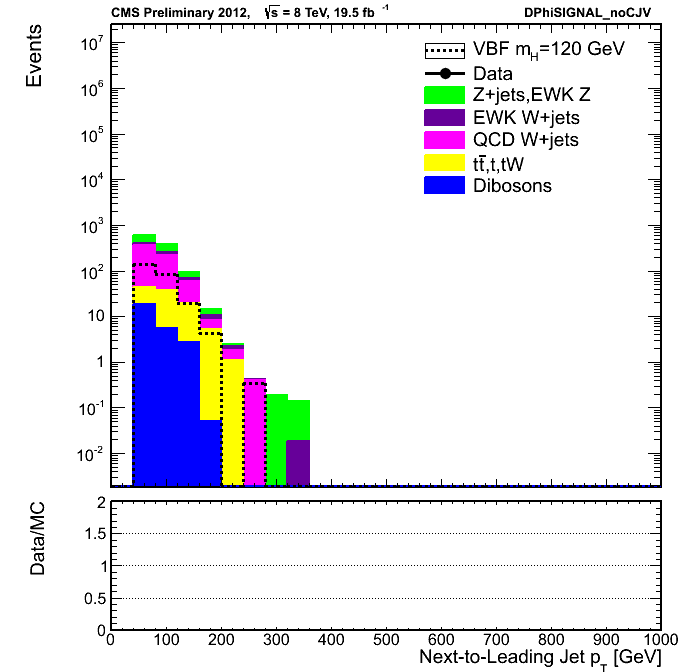 CMS Preliminary 2012, √s = 8 TeV, 19.5 fb⁻¹ DPhiSIGNAL_noCJV
Events
10⁷
10⁶
10⁵
10⁴
10³
10²
10
1
10⁻¹
10⁻²
VBF m_H=120 GeV
Data
Z+jets,EWK Z
EWK W+jets
QCD W+jets
tt̄,t,tW
Dibosons
Data/MC
2
1.5
1
0.5
0
0 100 200 300 400 500 600 700 800 900 1000
Next-to-Leading Jet p_T [GeV]